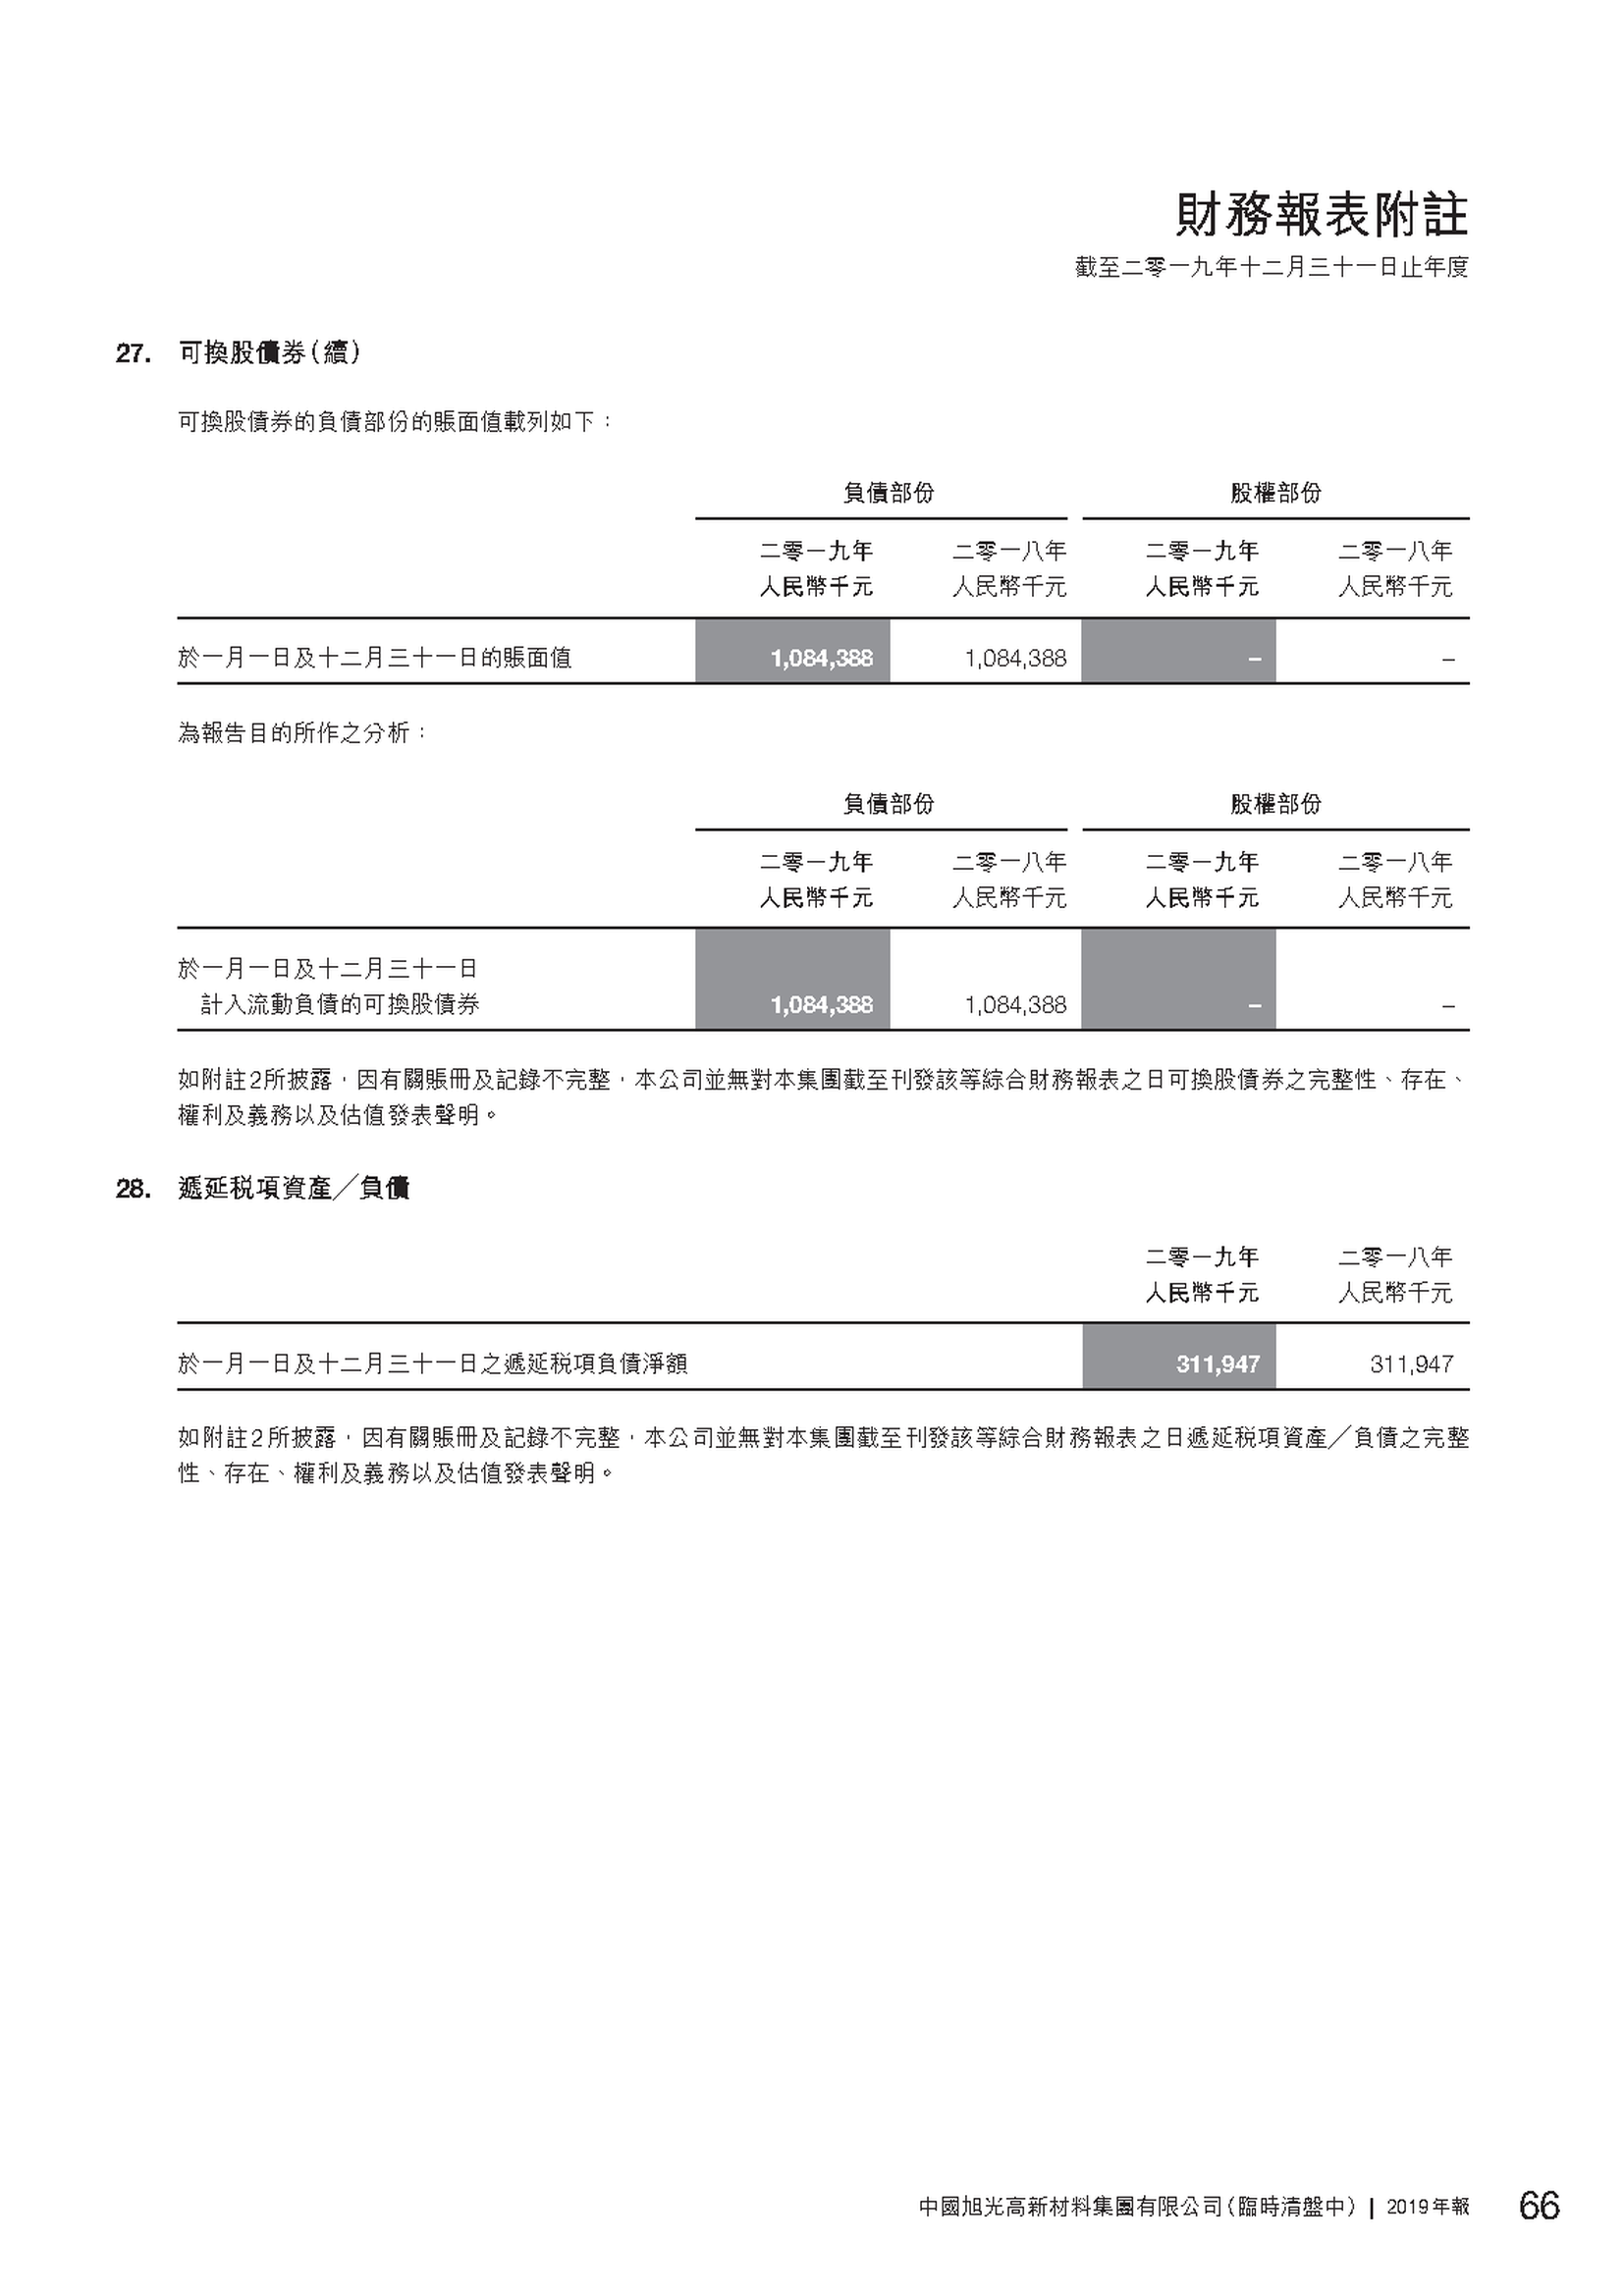 財務報表附註
截至二零一九年十二月三十一日止年度
27. 可換股債券(續)
可換股債券的負債部份的賬面值載列如下：
負債部份 股權部份
二零一九年 二零一八年 二零一九年 二零一八年
人民幣千元 人民幣千元 人民幣千元 人民幣千元
於一月一日及十二月三十一日的賬面值 1,084,388 1,084,388 – –
為報告目的所作之分析：
負債部份 股權部份
二零一九年 二零一八年 二零一九年 二零一八年
人民幣千元 人民幣千元 人民幣千元 人民幣千元
於一月一日及十二月三十一日
計入流動負債的可換股債券 1,084,388 1,084,388 – –
如附註2所披露，因有關賬冊及記錄不完整，本公司並無對本集團截至刊發該等綜合財務報表之日可換股債券之完整性、存在、
權利及義務以及估值發表聲明。
28. 遞延税項資產╱負債
二零一九年 二零一八年
人民幣千元 人民幣千元
於一月一日及十二月三十一日之遞延税項負債淨額 311,947 311,947
如附註2所披露，因有關賬冊及記錄不完整，本公司並無對本集團截至刊發該等綜合財務報表之日遞延税項資產╱負債之完整
性、存在、權利及義務以及估值發表聲明。
中國旭光高新材料集團有限公司(臨時清盤中) | 2019年報 66